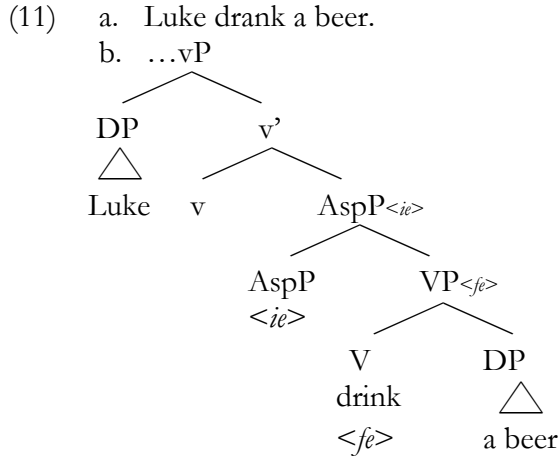 (11) a. Luke drank a beer.
b. …vP
DP v’
Luke v AspP<ie>
AspP VP<fe>
<ie>
V DP
drink
<fe> a beer